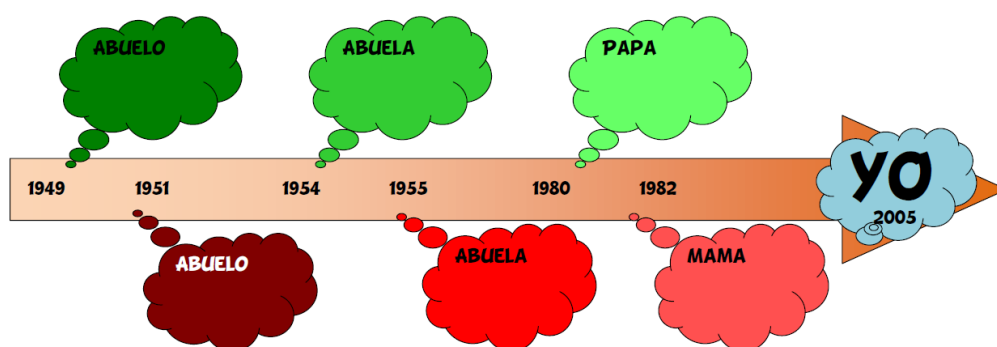 ABUELO
ABUELA
PAPA
1949
1951
1954
1955
1980
1982
YO
2005
ABUELO
ABUELA
MAMA